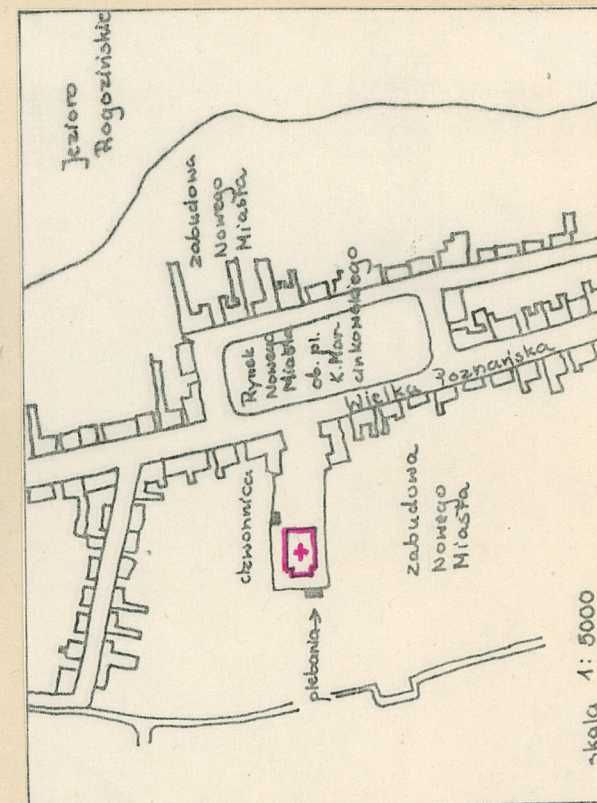 Jezioro
Rogozińskie
zabudowa
Nowego
Miasta
Rynek
Nowego
Miasta
ob. pl.
K. Mar
cinkowskiego
Wielka Poznańska
dzwonnica
zabudowa
Nowego
Miasta
plebania→
skala 1:5000